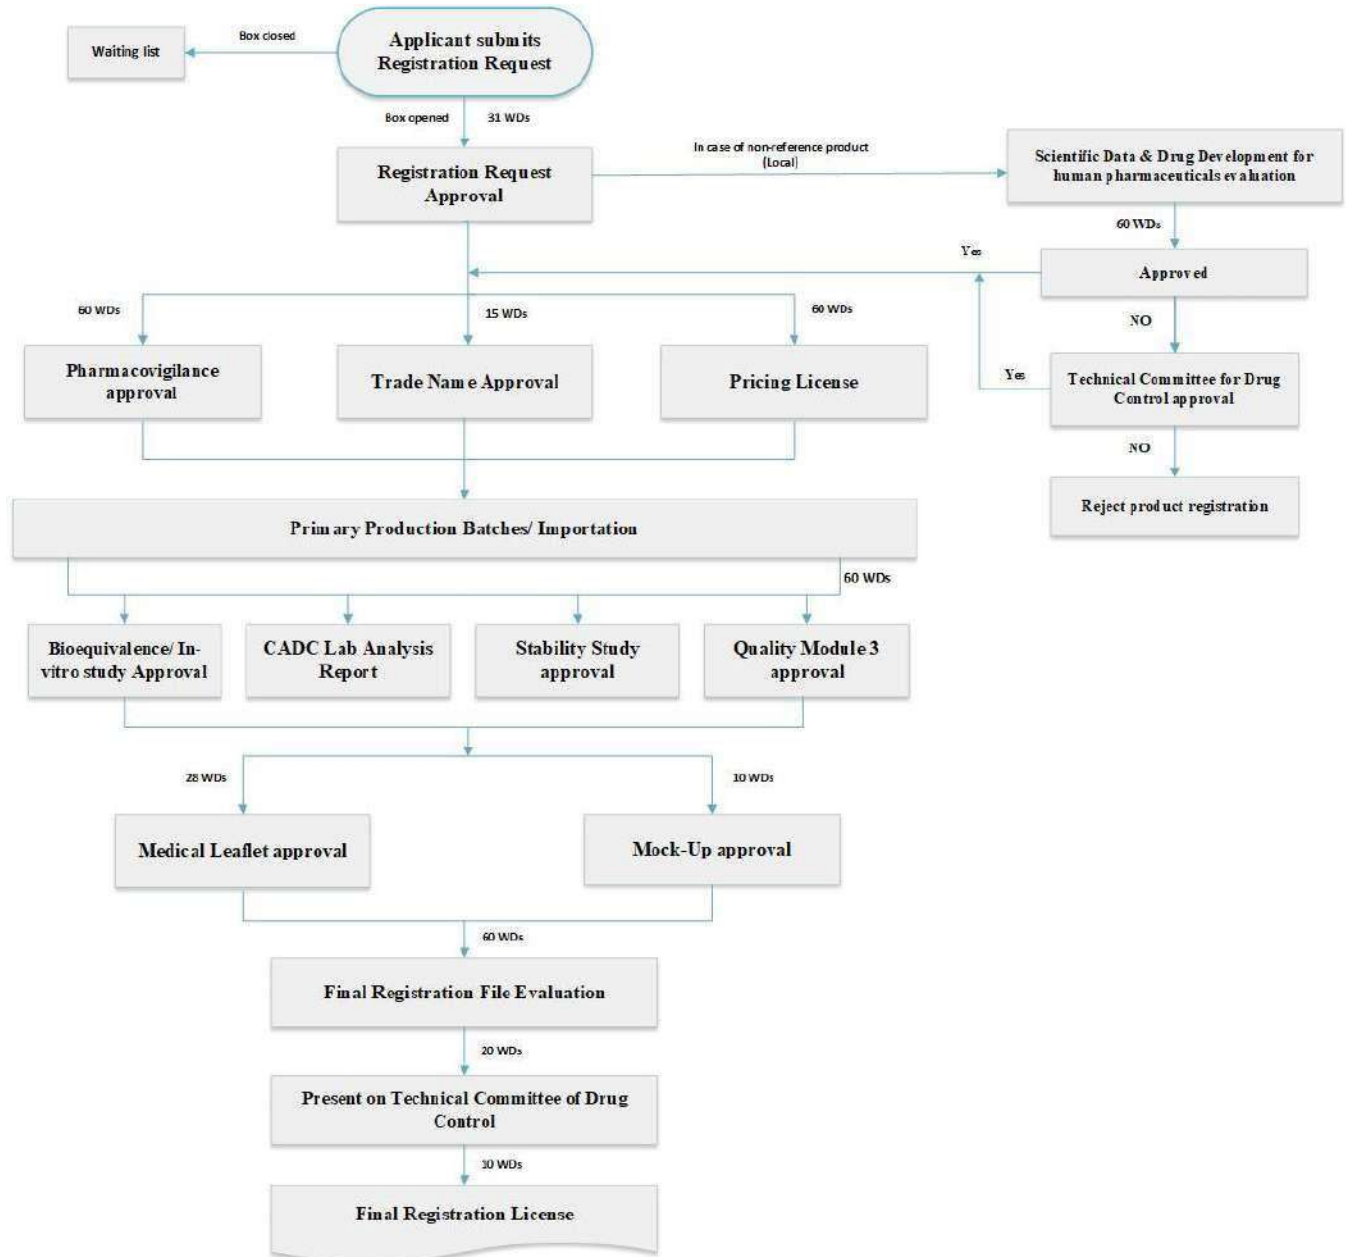 Waiting list
Box closed
Applicant submits
Registration Request
Box opened
31 WDs
Registration Request
Approval
In case of non-reference product
(Local)
Scientific Data & Drug Development for
human pharmaceuticals evaluation
60 WDs
Yes
Approved
NO
Yes
Technical Committee for Drug
Control approval
NO
Reject product registration
60 WDs
15 WDs
60 WDs
Pharmacovigilance
approval
Trade Name Approval
Pricing License
Primary Production Batches/ Importation
60 WDs
Bioequivalence/ In-
vitro study Approval
CADC Lab Analysis
Report
Stability Study
approval
Quality Module 3
approval
28 WDs
10 WDs
Medical Leaflet approval
Mock-Up approval
60 WDs
Final Registration File Evaluation
20 WDs
Present on Technical Committee of Drug
Control
10 WDs
Final Registration License